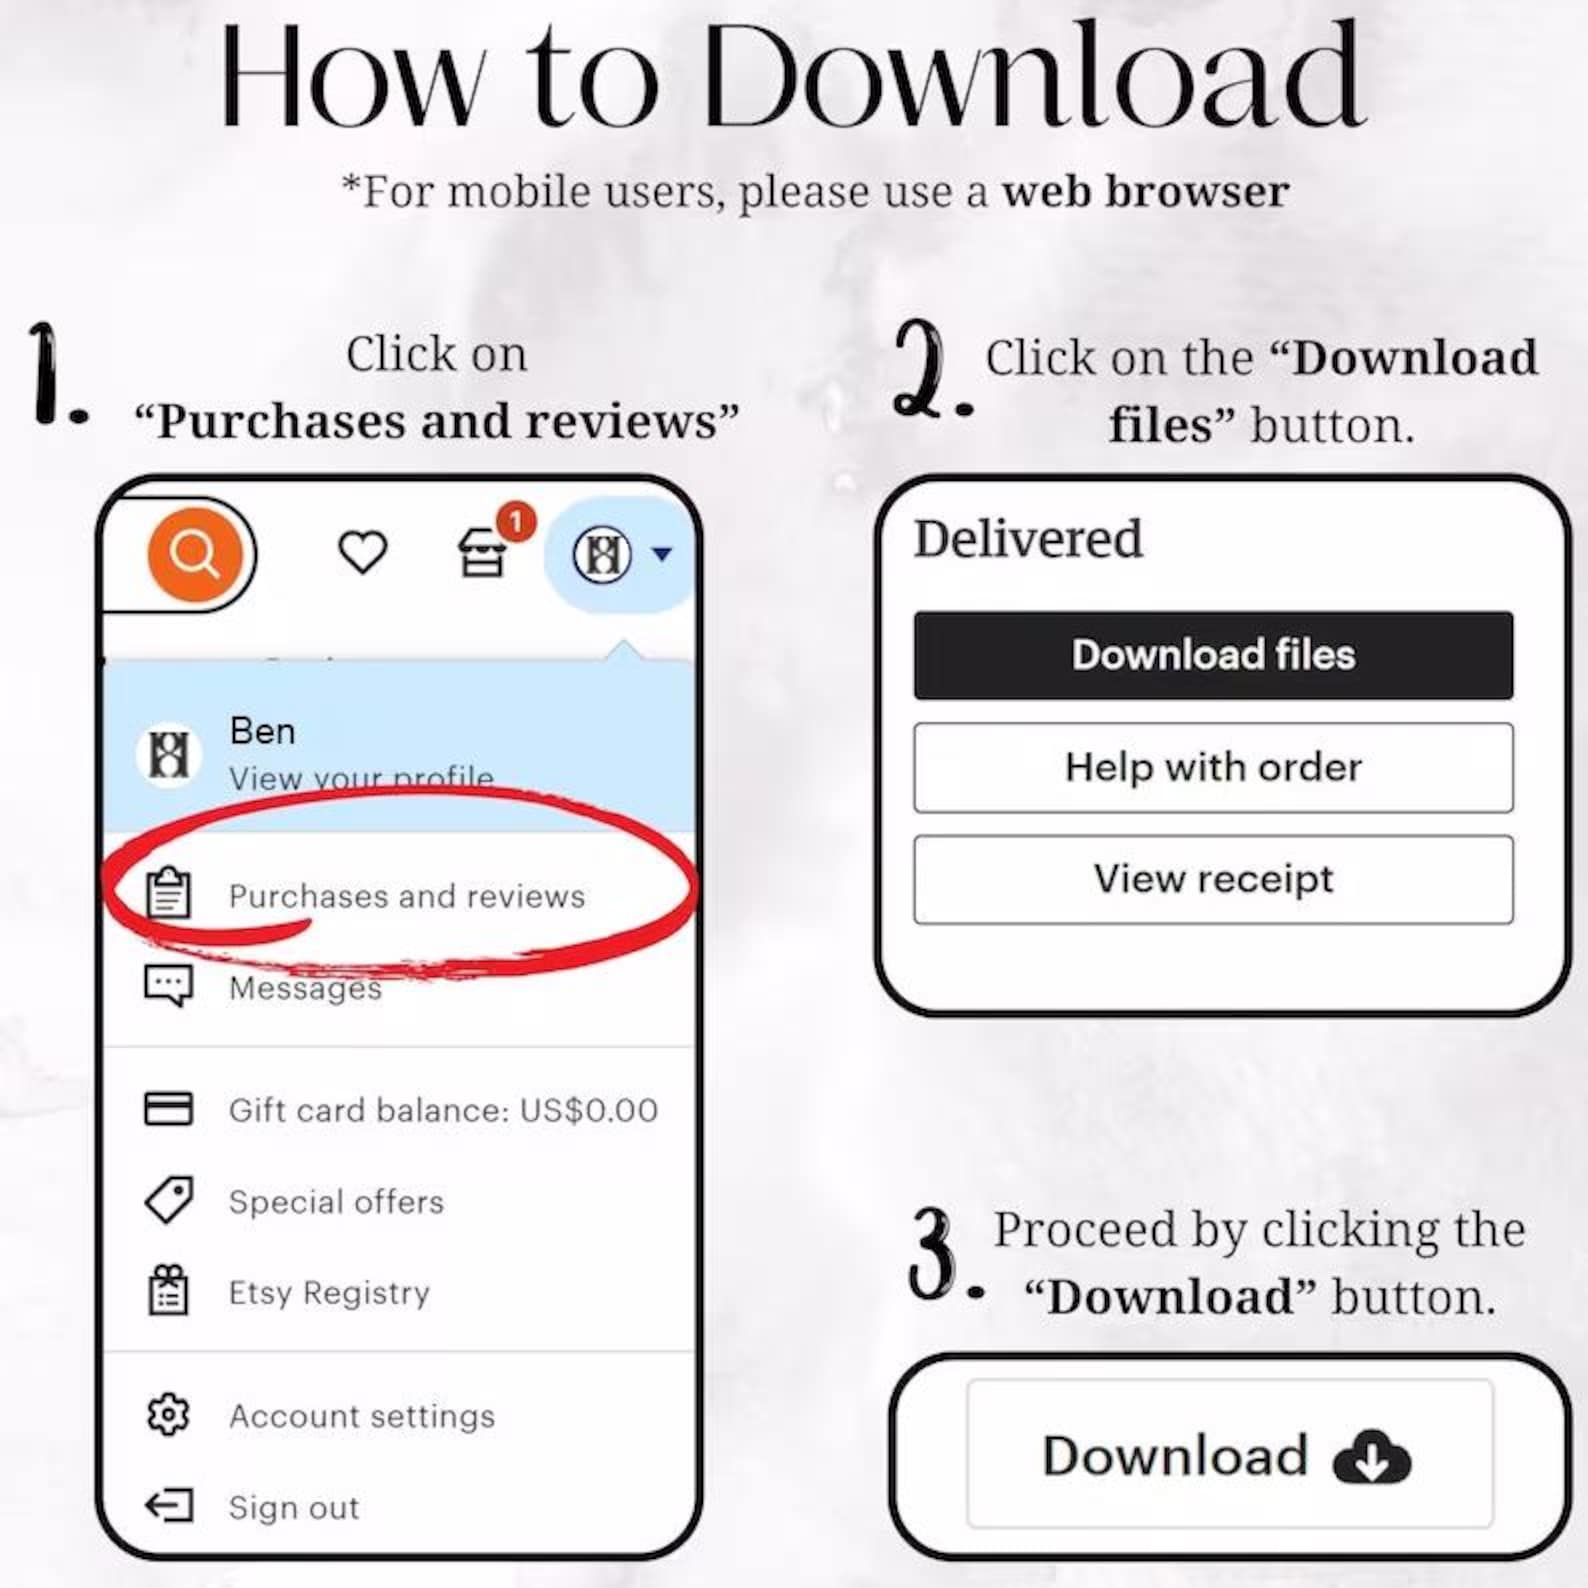 How to Download
*For mobile users, please use a web browser
1.
Click on
“Purchases and reviews”
1
Ben
View your profile
Purchases and reviews
Messages
Gift card balance: US$0.00
Special offers
Etsy Registry
Account settings
Sign out
2.
Click on the “Download
files” button.
Delivered
Download files
Help with order
View receipt
3.
Proceed by clicking the
“Download” button.
Download